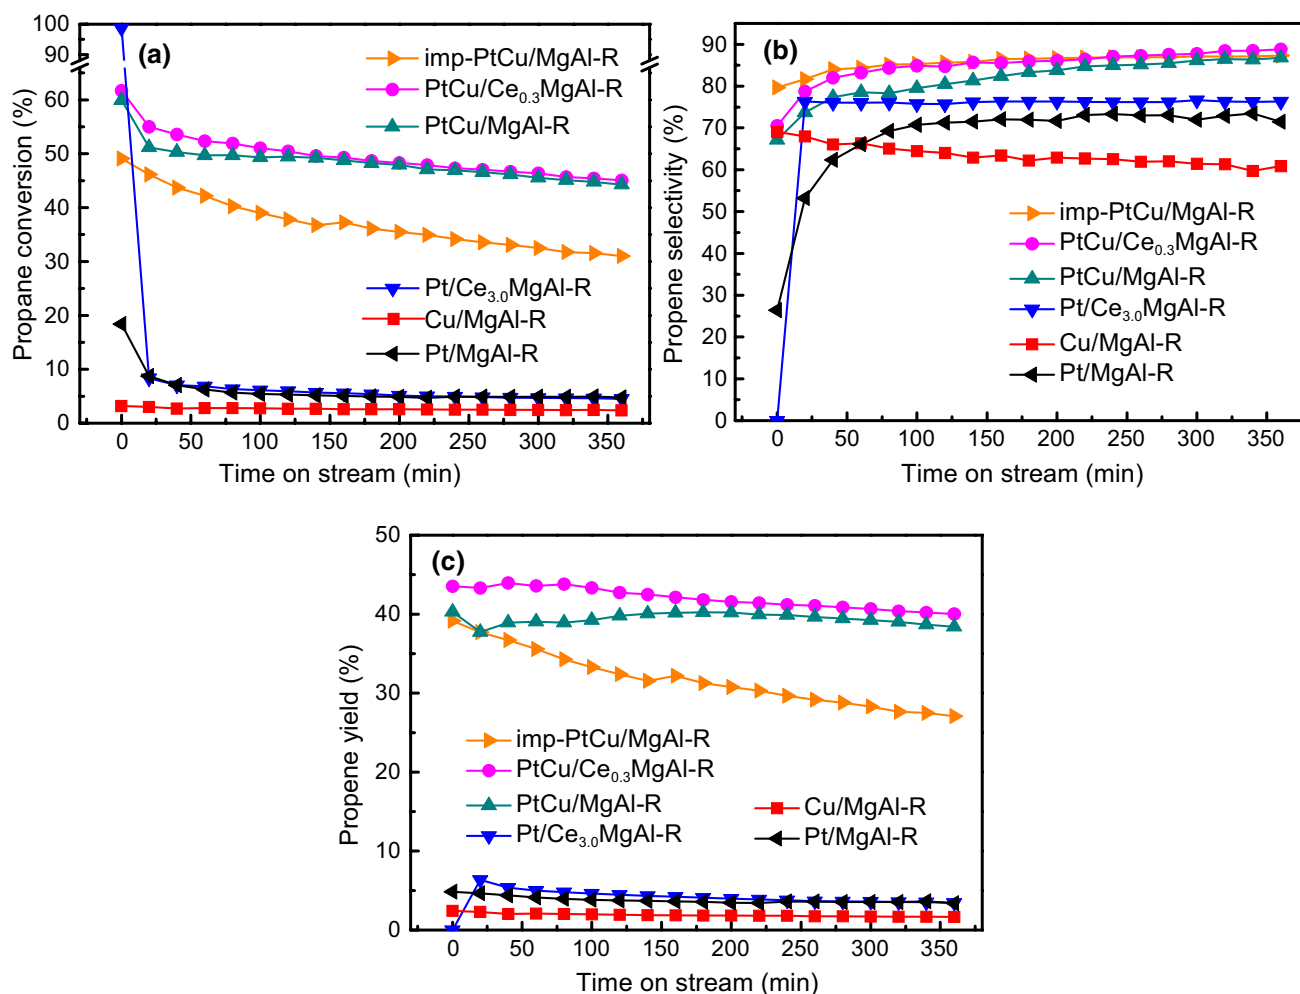 (a)
Propane conversion (%)
100
90
60
50
40
30
20
10
0
imp-PtCu/MgAl-R
PtCu/Ce0.3MgAl-R
PtCu/MgAl-R
Pt/Ce3.0MgAl-R
Cu/MgAl-R
Pt/MgAl-R
0 50 100 150 200 250 300 350
Time on stream (min)
(b)
Propene selectivity (%)
90
80
70
60
50
40
30
20
10
0
imp-PtCu/MgAl-R
PtCu/Ce0.3MgAl-R
PtCu/MgAl-R
Pt/Ce3.0MgAl-R
Cu/MgAl-R
Pt/MgAl-R
0 50 100 150 200 250 300 350
Time on stream (min)
(c)
Propene yield (%)
50
40
30
20
10
0
imp-PtCu/MgAl-R
PtCu/Ce0.3MgAl-R
PtCu/MgAl-R
Pt/Ce3.0MgAl-R
Cu/MgAl-R
Pt/MgAl-R
0 50 100 150 200 250 300 350
Time on stream (min)